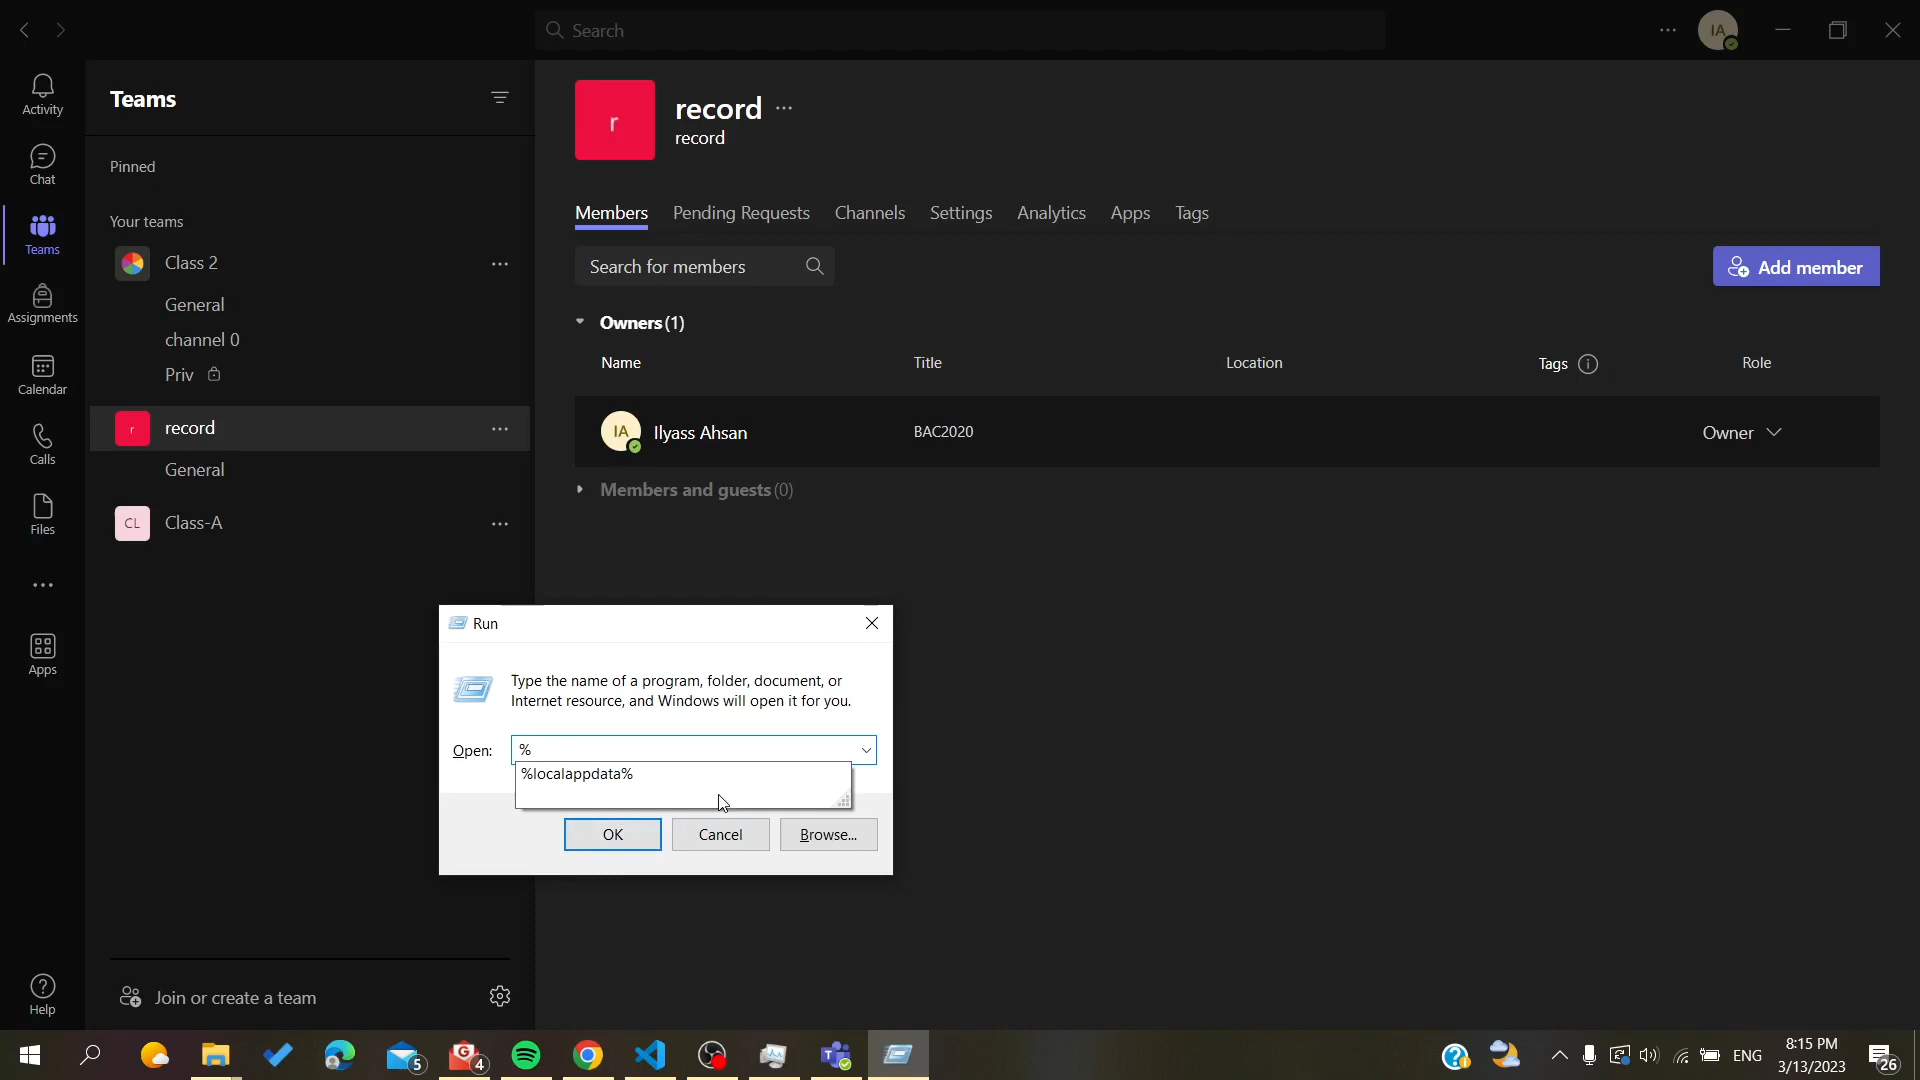 Search
IA
Activity
Chat
Teams
Assignments
Calendar
Calls
Files
Apps
Help
Teams
Pinned
Your teams
Class 2
General
channel 0
Priv
r
record
General
CL
Class-A
Join or create a team
r
record
record
Members
Pending Requests
Channels
Settings
Analytics
Apps
Tags
Search for members
Add member
Owners (1)
Name
Title
Location
Tags
Role
IA
Ilyass Ahsan
BAC2020
Owner
Members and guests (0)
Run
Type the name of a program, folder, document, or
Internet resource, and Windows will open it for you.
Open:
%
%localappdata%
OK
Cancel
Browse...
5
4
ENG
8:15 PM
3/13/2023
26